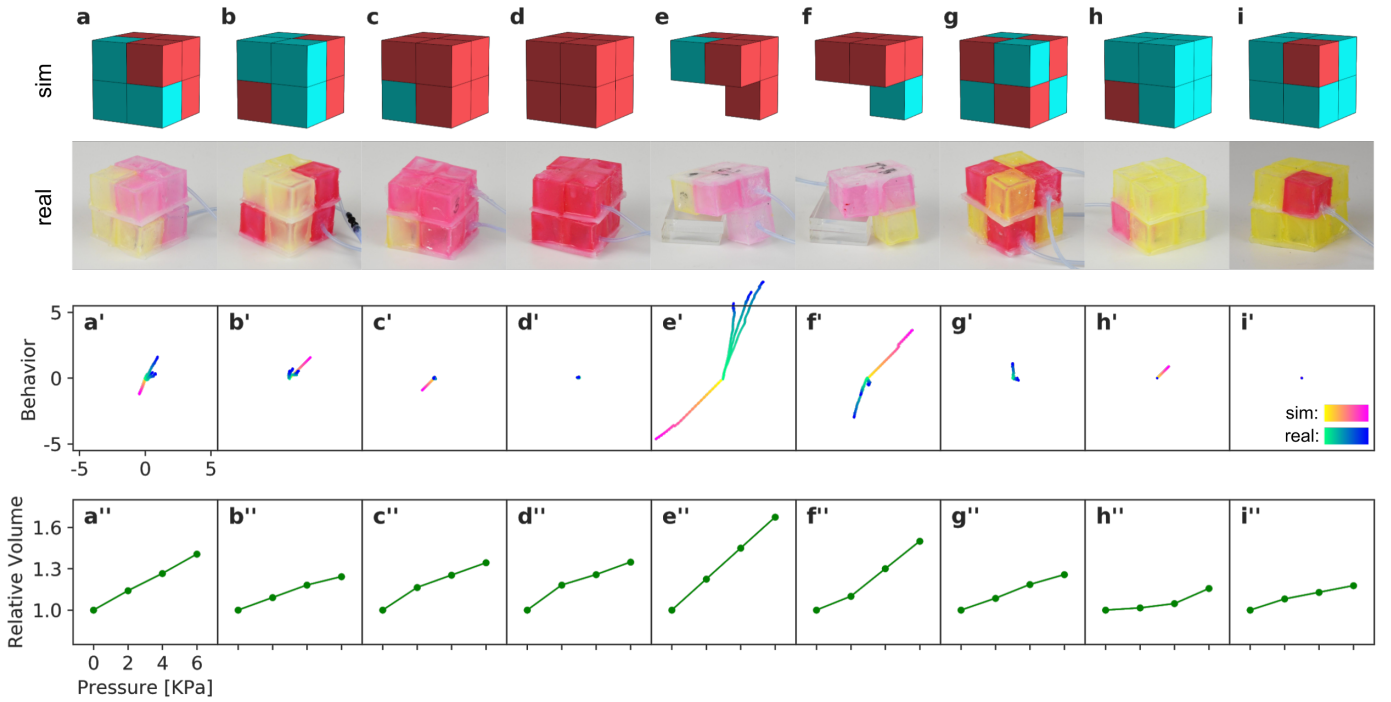 a b c d e f g h i
sim
real
a' b' c' d' e' f' g' h' i'
Behavior
5
0
-5
-5 0 5
sim:
real:
a'' b'' c'' d'' e'' f'' g'' h'' i''
Relative Volume
1.6
1.3
1.0
0 2 4 6
Pressure [KPa]